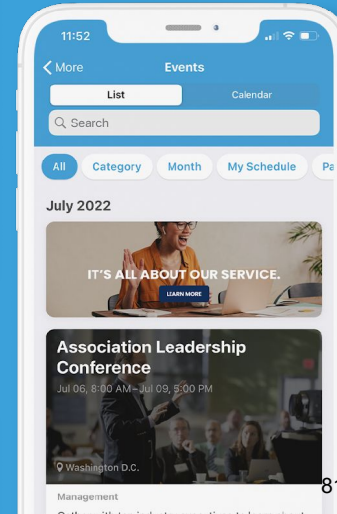 11:52
More
Events
List
Calendar
Search
All
Category
Month
My Schedule
Pa
July 2022
IT'S ALL ABOUT OUR SERVICE.
LEARN MORE
Association Leadership
Conference
Jul 06, 8:00 AM–Jul 09, 5:00 PM
Washington D.C.
81
Management